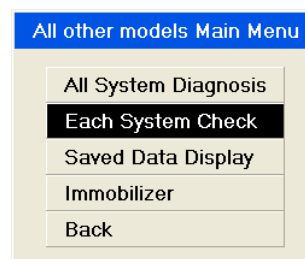 All other models Main Menu
All System Diagnosis
Each System Check
Saved Data Display
Immobilizer
Back